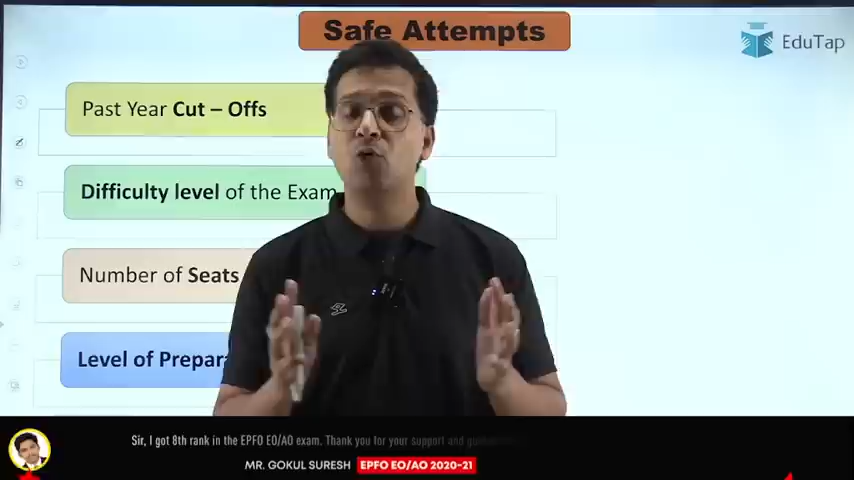 Safe Attempts
EduTap
Past Year Cut – Offs
Difficulty level of the Exam
Number of Seats
Level of
Sir, I got 8th rank in the EPFO EO/AO exam. Thank you for your support and
MR. GOKUL SURESH EPFO EO/AO 2020-21